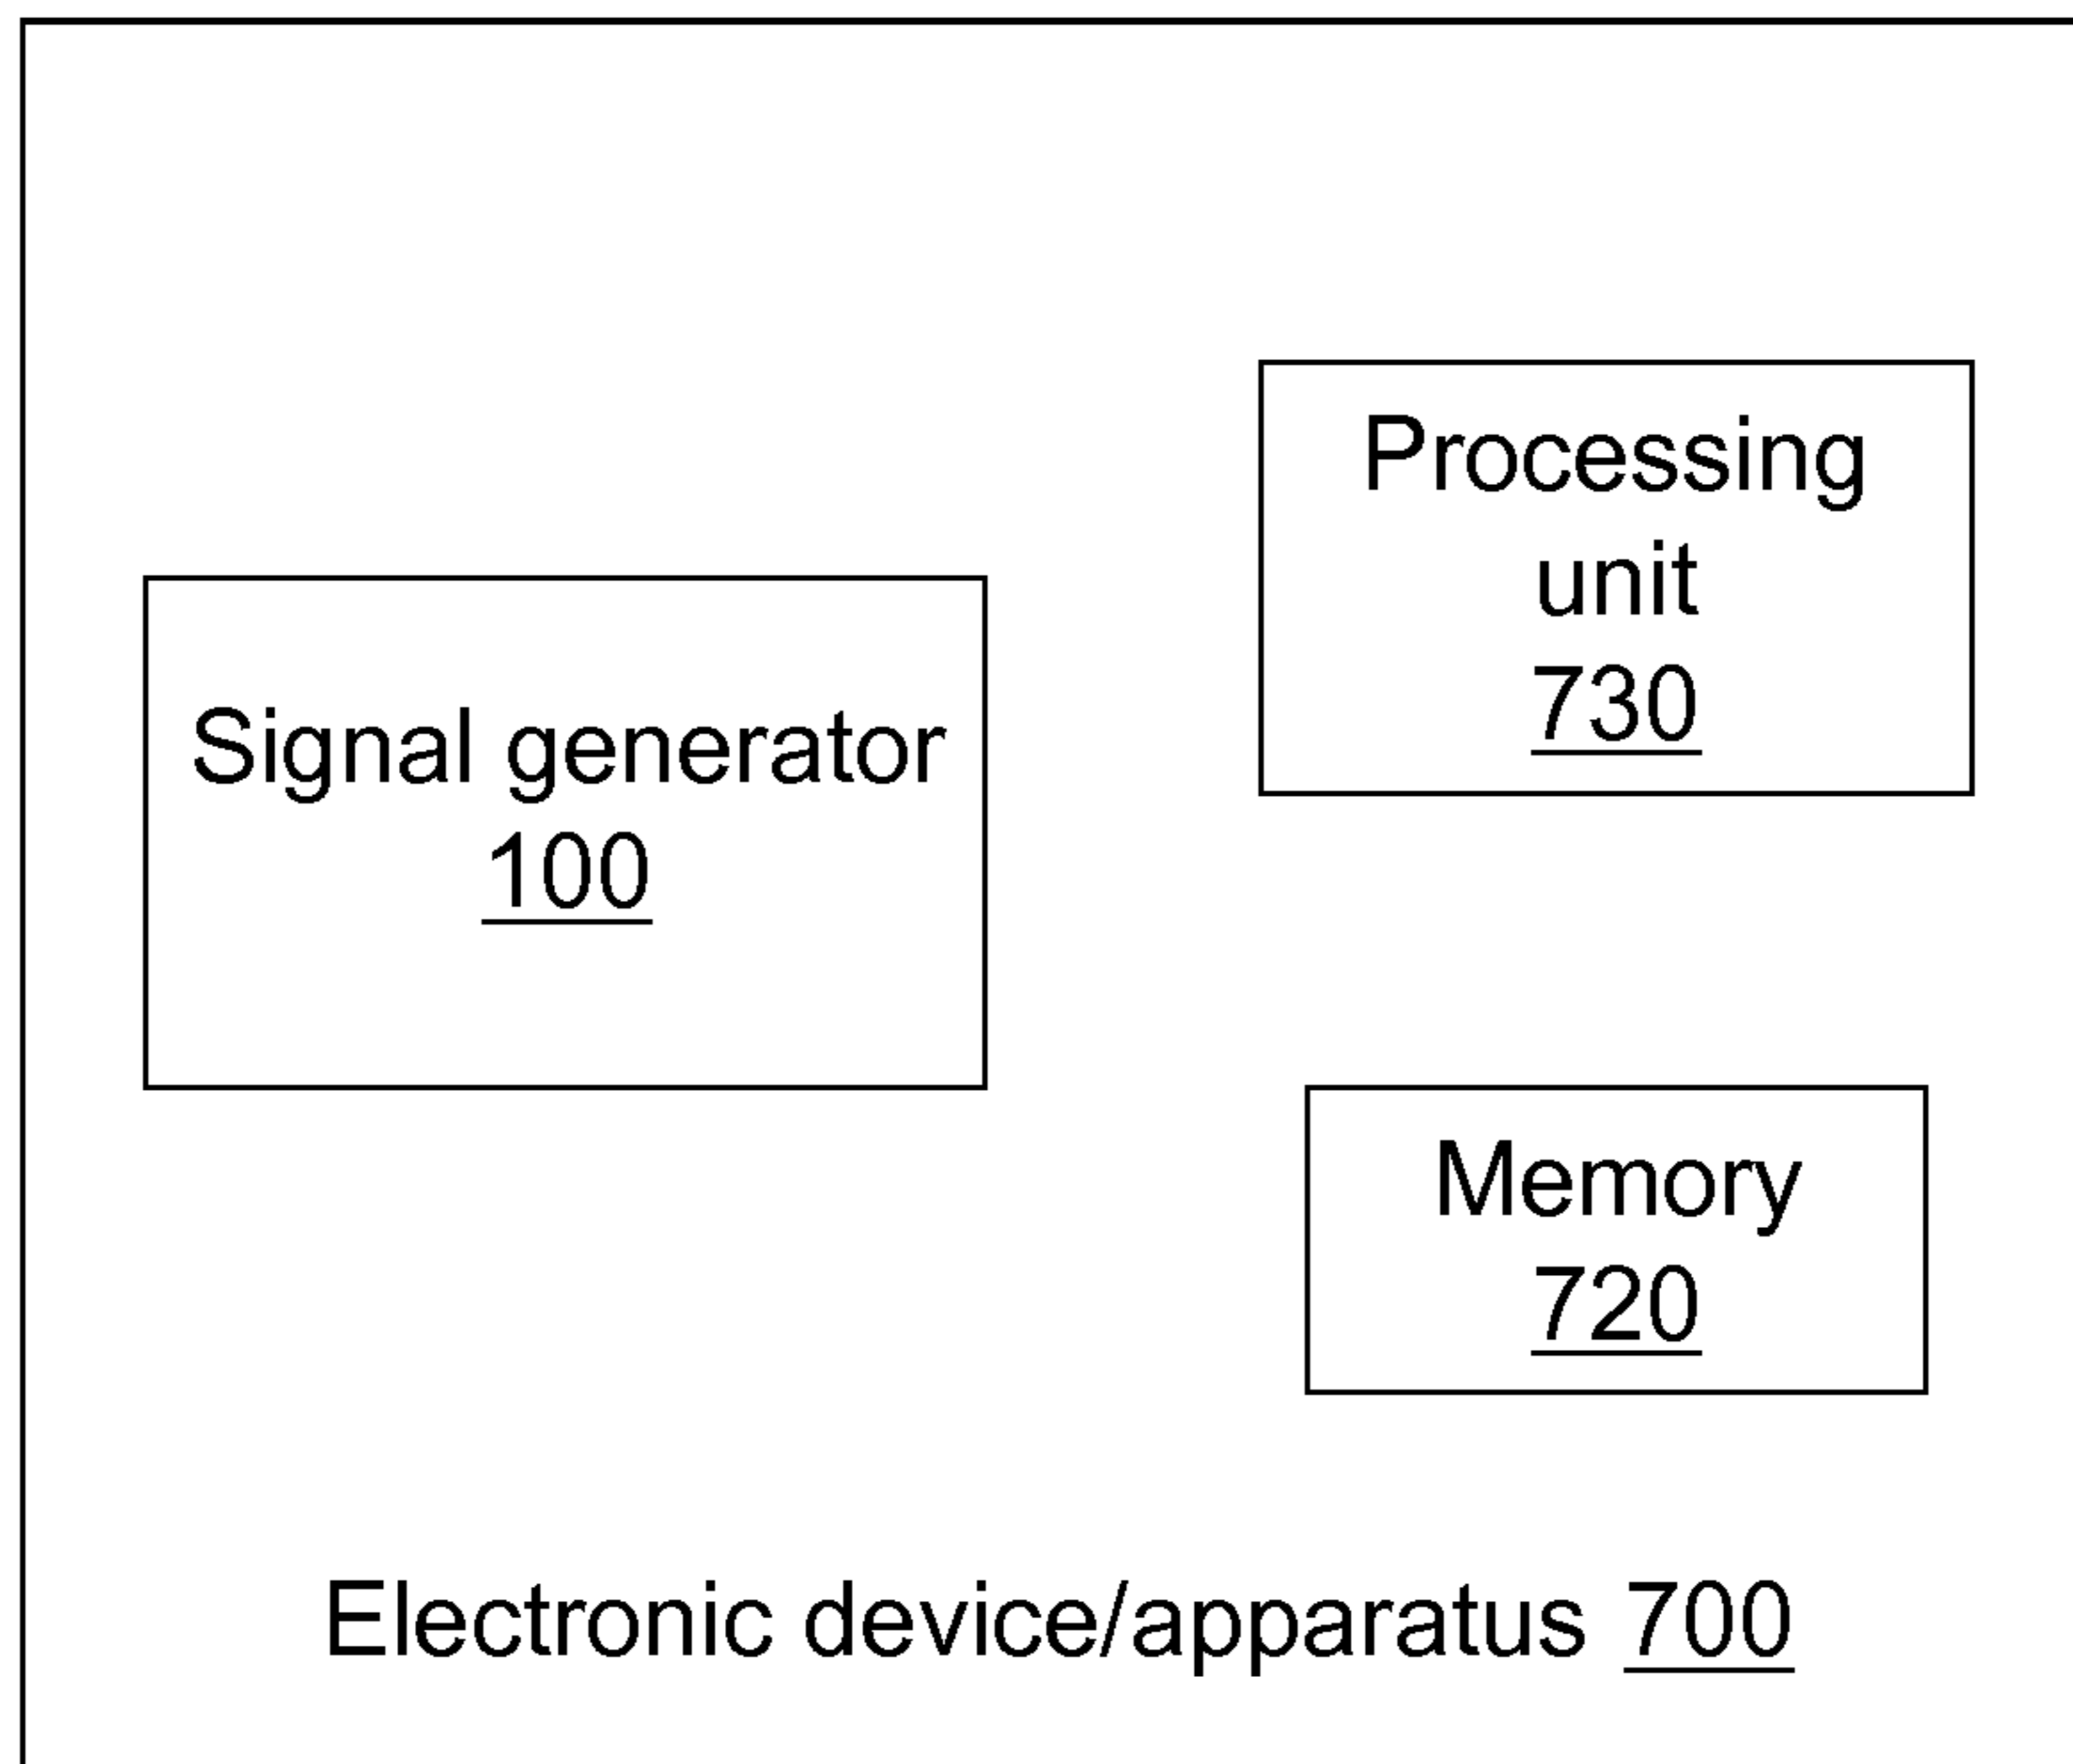 Processing
unit
730
Signal generator
100
Memory
720
Electronic device/apparatus 700